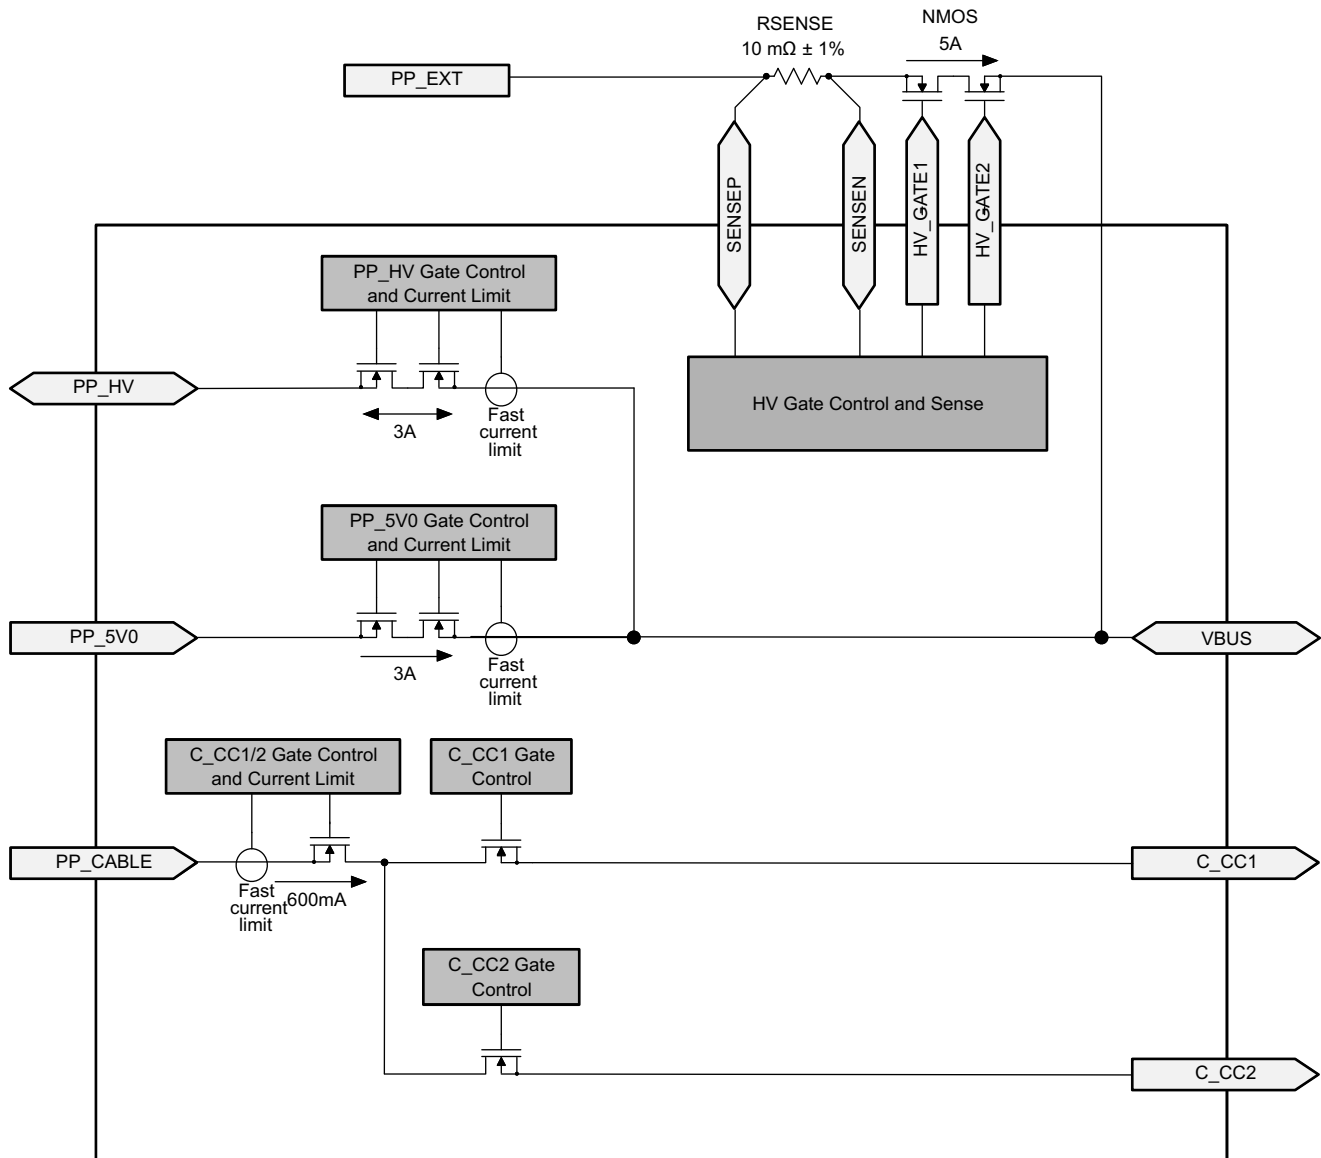 RSENSE
10 mΩ ± 1%
NMOS
5A
PP_EXT
SENSEP
SENSEN
HV_GATE1
HV_GATE2
PP_HV Gate Control
and Current Limit
PP_HV
3A
Fast
current
limit
HV Gate Control and Sense
PP_5V0 Gate Control
and Current Limit
PP_5V0
3A
Fast
current
limit
VBUS
C_CC1/2 Gate Control
and Current Limit
C_CC1 Gate
Control
PP_CABLE
Fast
current
limit
600mA
C_CC1
C_CC2 Gate
Control
C_CC2